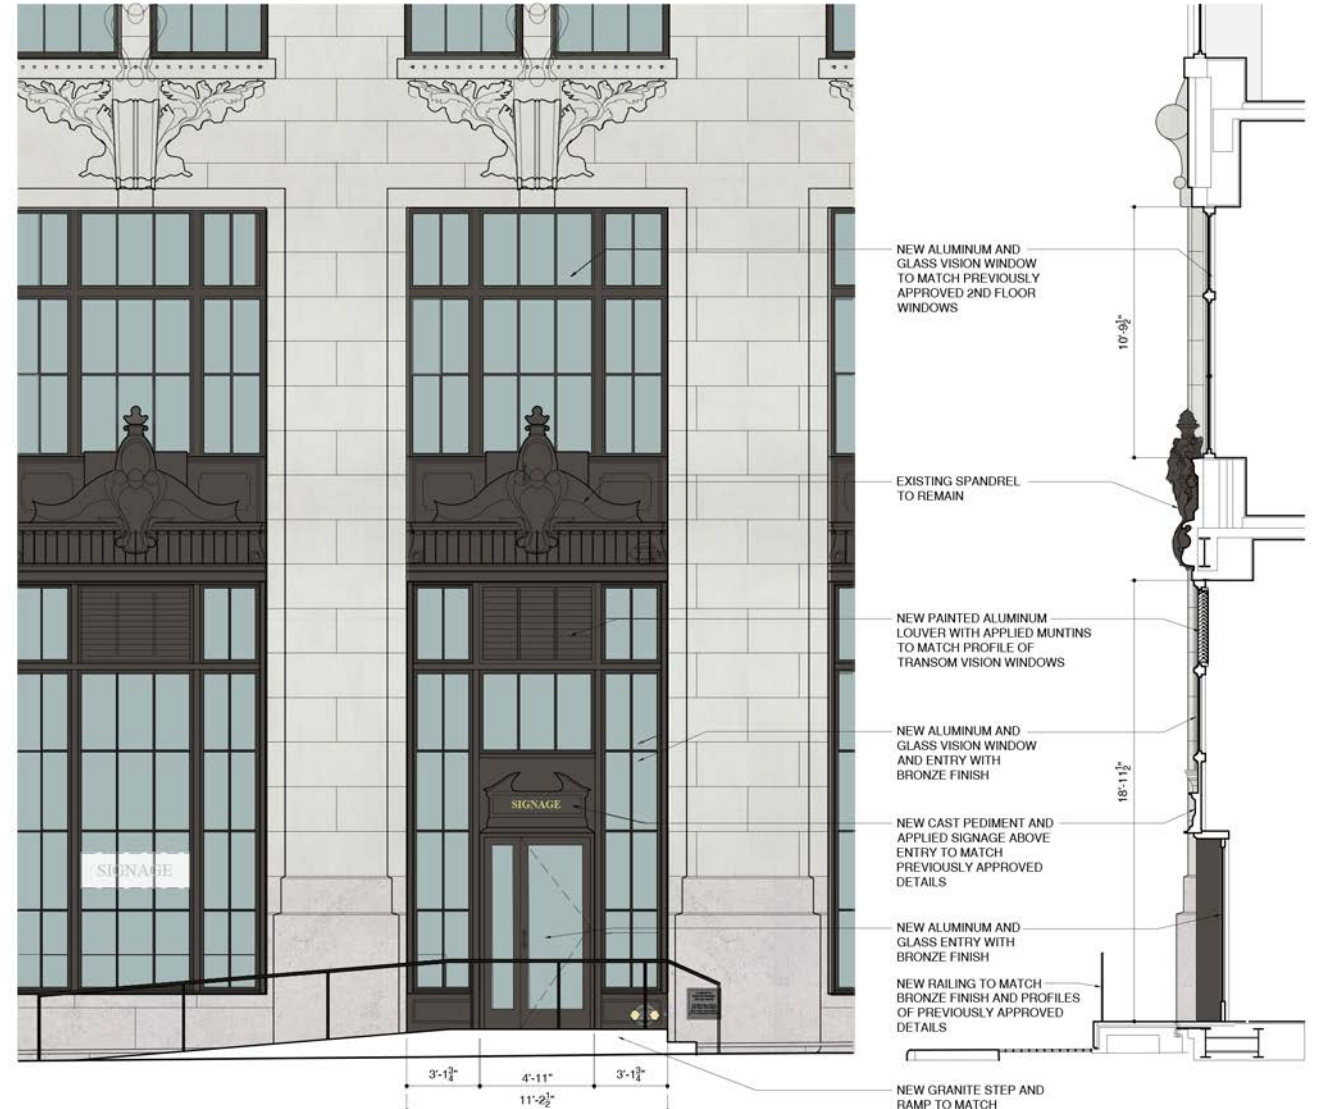 NEW ALUMINUM AND
GLASS VISION WINDOW
TO MATCH PREVIOUSLY
APPROVED 2ND FLOOR
WINDOWS
10'-9½"
EXISTING SPANDREL
TO REMAIN
NEW PAINTED ALUMINUM
LOUVER WITH APPLIED MUNTINS
TO MATCH PROFILE OF
TRANSOM VISION WINDOWS
NEW ALUMINUM AND
GLASS VISION WINDOW
AND ENTRY WITH
BRONZE FINISH
18'-11½"
SIGNAGE
NEW CAST PEDIMENT AND
APPLIED SIGNAGE ABOVE
ENTRY TO MATCH
PREVIOUSLY APPROVED
DETAILS
SIGNAGE
NEW ALUMINUM AND
GLASS ENTRY WITH
BRONZE FINISH
NEW RAILING TO MATCH
BRONZE FINISH AND PROFILES
OF PREVIOUSLY APPROVED
DETAILS
3'-1¾"
4'-11"
3'-1¾"
11'-2½"
NEW GRANITE STEP AND
RAMP TO MATCH